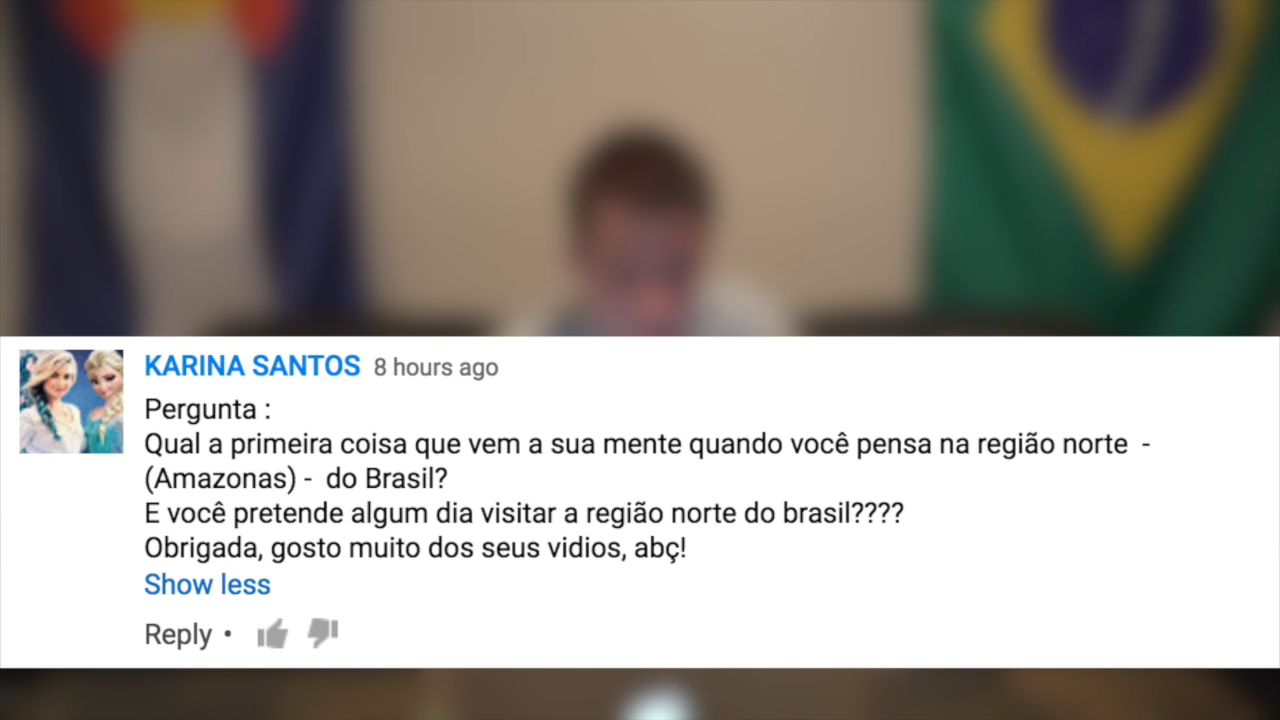 KARINA SANTOS 8 hours ago
Pergunta :
Qual a primeira coisa que vem a sua mente quando você pensa na região norte -
(Amazonas) - do Brasil?
E você pretende algum dia visitar a região norte do brasil????
Obrigada, gosto muito dos seus vidios, abç!
Show less
Reply •